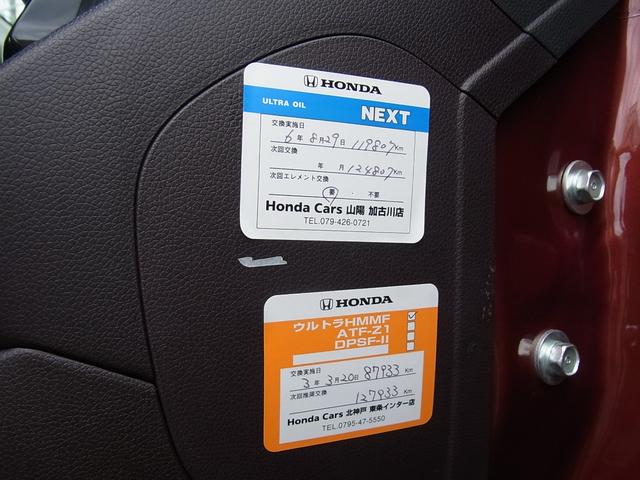 HONDA
ULTRA OIL
NEXT
交換実施日
6年 8月29日 119807Km
次回交換
年 月 124807Km
次回エレメント交換
要 ・ 不要
Honda Cars 山陽 加古川店
TEL.079-426-0721
HONDA
ウルトラHMMF ✓
ATF-Z1
DPSF-II
交換実施日
3年 3月20日 87933 Km
次回推奨交換
127933 Km
Honda Cars 北神戸 東条インター店
TEL.0795-47-5550